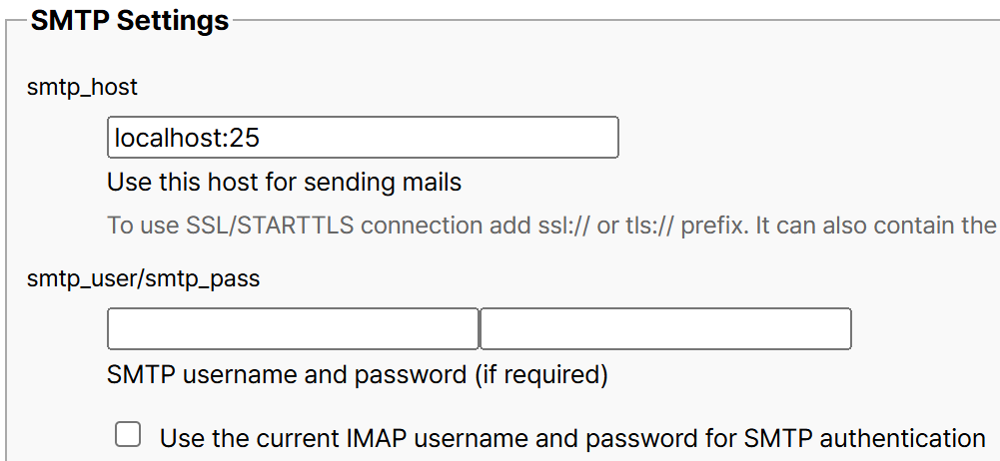 SMTP Settings
smtp_host
localhost:25
Use this host for sending mails
To use SSL/STARTTLS connection add ssl:// or tls:// prefix. It can also contain the
smtp_user/smtp_pass
SMTP username and password (if required)
Use the current IMAP username and password for SMTP authentication